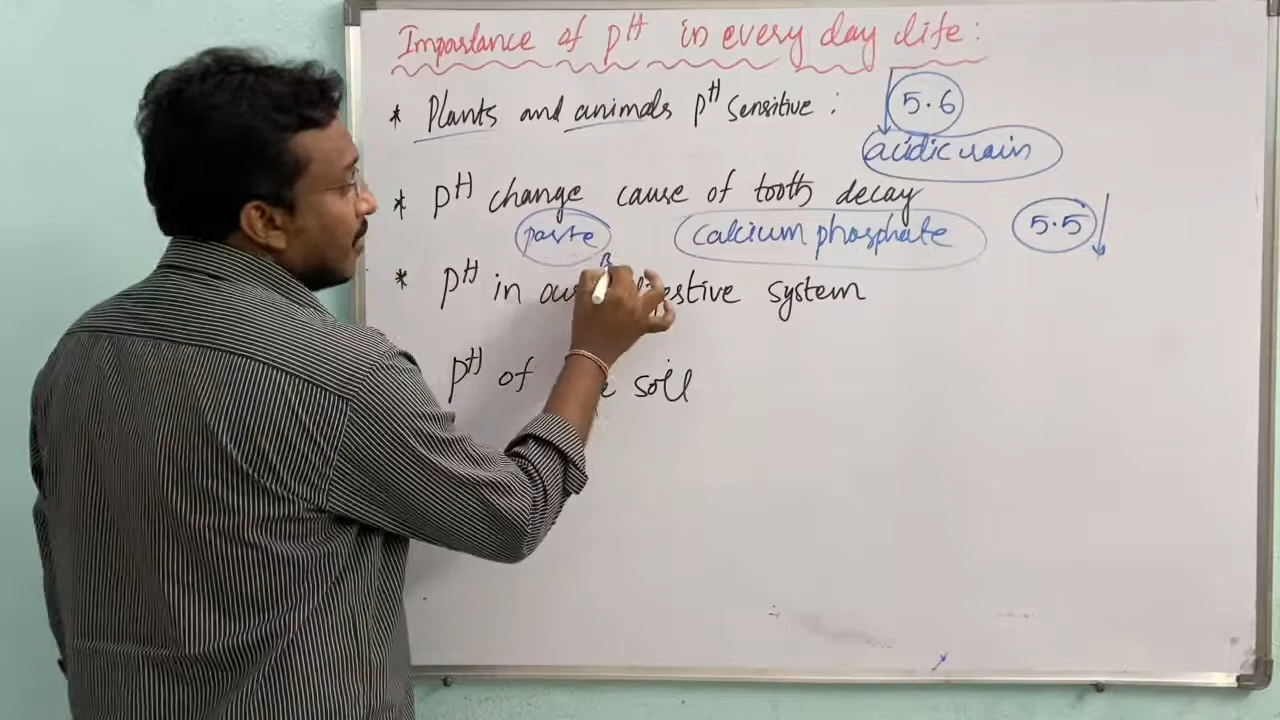 Importance of pH in every day life:
* Plants and animals pH sensitive: 5.6
acidic rain
* pH change cause of tooth decay
paste calcium phosphate 5.5
B
* pH in system
pH of soil